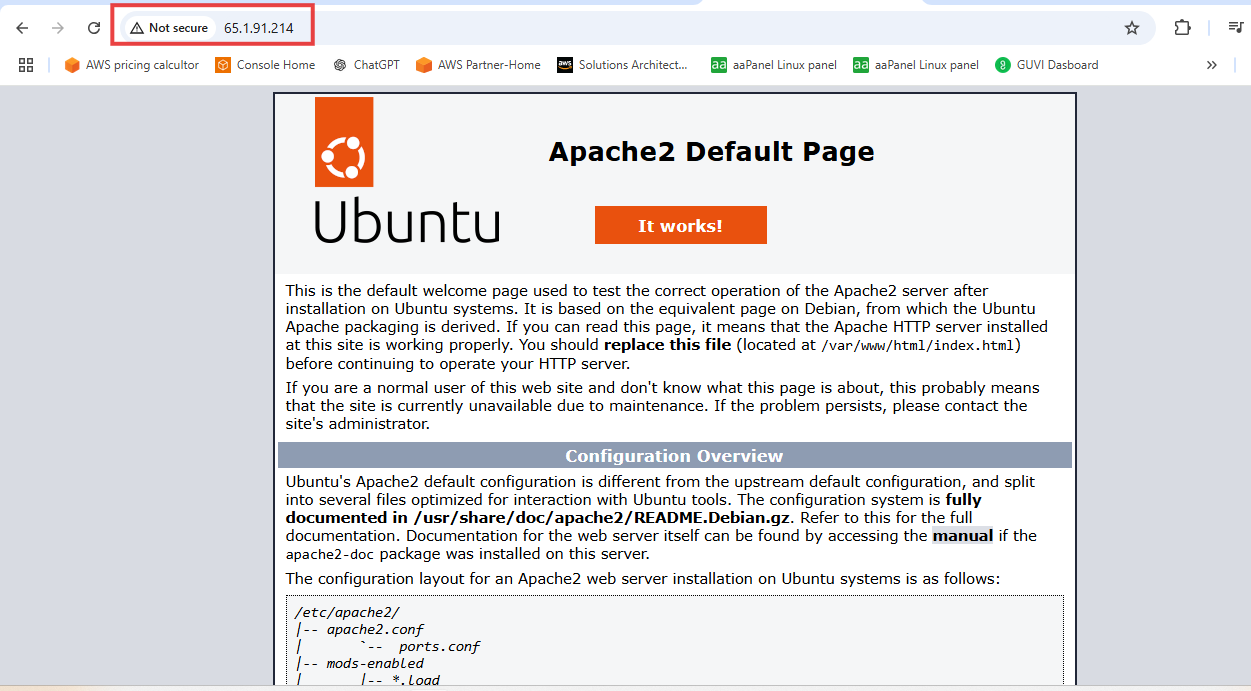 Not secure 65.1.91.214
AWS pricing calcultor Console Home ChatGPT AWS Partner-Home aws Solutions Architect... aa aaPanel Linux panel aa aaPanel Linux panel GUVI Dasboard »
Apache2 Default Page
Ubuntu
It works!
This is the default welcome page used to test the correct operation of the Apache2 server after
installation on Ubuntu systems. It is based on the equivalent page on Debian, from which the Ubuntu
Apache packaging is derived. If you can read this page, it means that the Apache HTTP server installed
at this site is working properly. You should replace this file (located at /var/www/html/index.html)
before continuing to operate your HTTP server.
If you are a normal user of this web site and don't know what this page is about, this probably means
that the site is currently unavailable due to maintenance. If the problem persists, please contact the
site's administrator.
Configuration Overview
Ubuntu's Apache2 default configuration is different from the upstream default configuration, and split
into several files optimized for interaction with Ubuntu tools. The configuration system is fully
documented in /usr/share/doc/apache2/README.Debian.gz. Refer to this for the full
documentation. Documentation for the web server itself can be found by accessing the manual if the
apache2-doc package was installed on this server.
The configuration layout for an Apache2 web server installation on Ubuntu systems is as follows:
/etc/apache2/
|-- apache2.conf
|       `--  ports.conf
|-- mods-enabled
|       |-- *.load